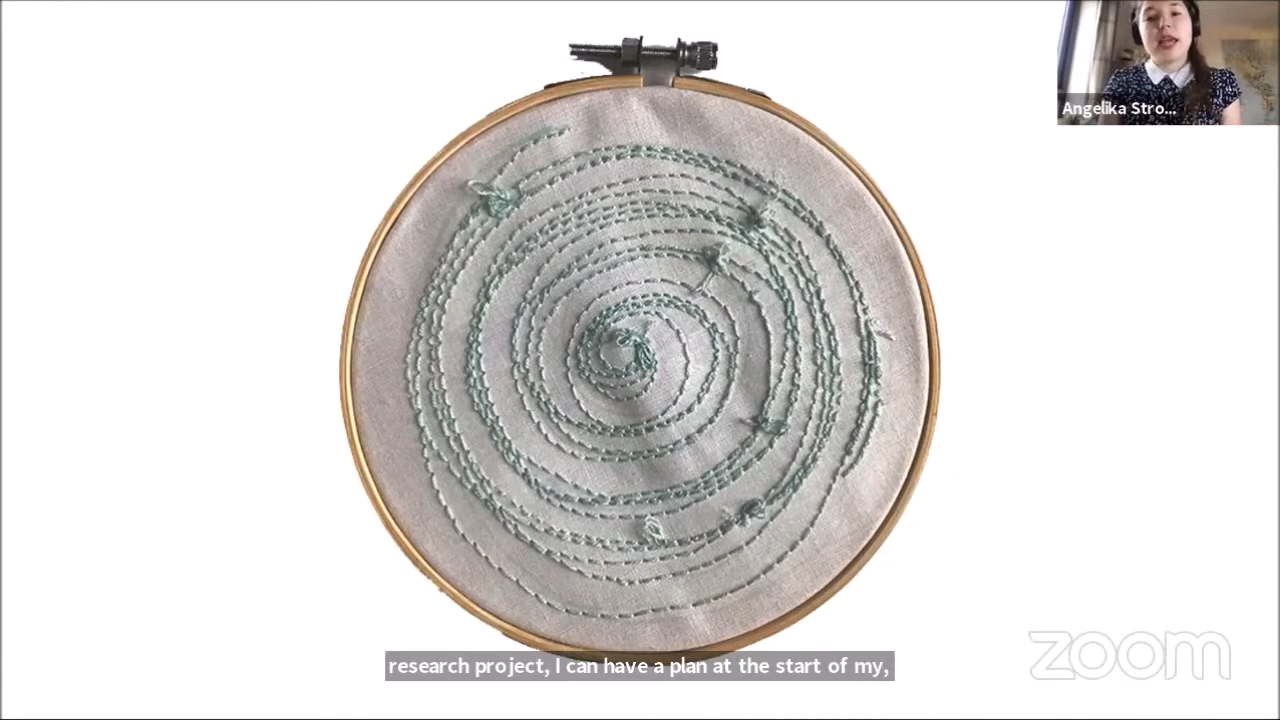 Angelika Stro...
research project, I can have a plan at the start of my,
zoom